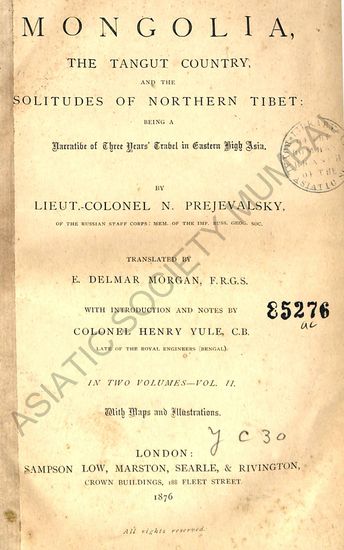 MONGOLIA,
THE TANGUT COUNTRY,
AND THE
SOLITUDES OF NORTHERN TIBET:
BEING A
Narrative of Three Years' Travel in Eastern High Asia.
BY
LIEUT.-COLONEL N. PREJEVALSKY,
OF THE RUSSIAN STAFF CORPS: MEM. OF THE IMP. RUSS. GEOG. SOC.
TRANSLATED BY
E. DELMAR MORGAN, F.R.G.S.
WITH INTRODUCTION AND NOTES BY
COLONEL HENRY YULE, C.B.
LATE OF THE ROYAL ENGINEERS (BENGAL).
85276
IN TWO VOLUMES—VOL. II.
With Maps and Illustrations.
Y C 30
LONDON:
SAMPSON LOW, MARSTON, SEARLE, & RIVINGTON,
CROWN BUILDINGS, 188 FLEET STREET.
1876
All rights reserved.
OF THE
ASIATIC SOCIETY MUMBAI